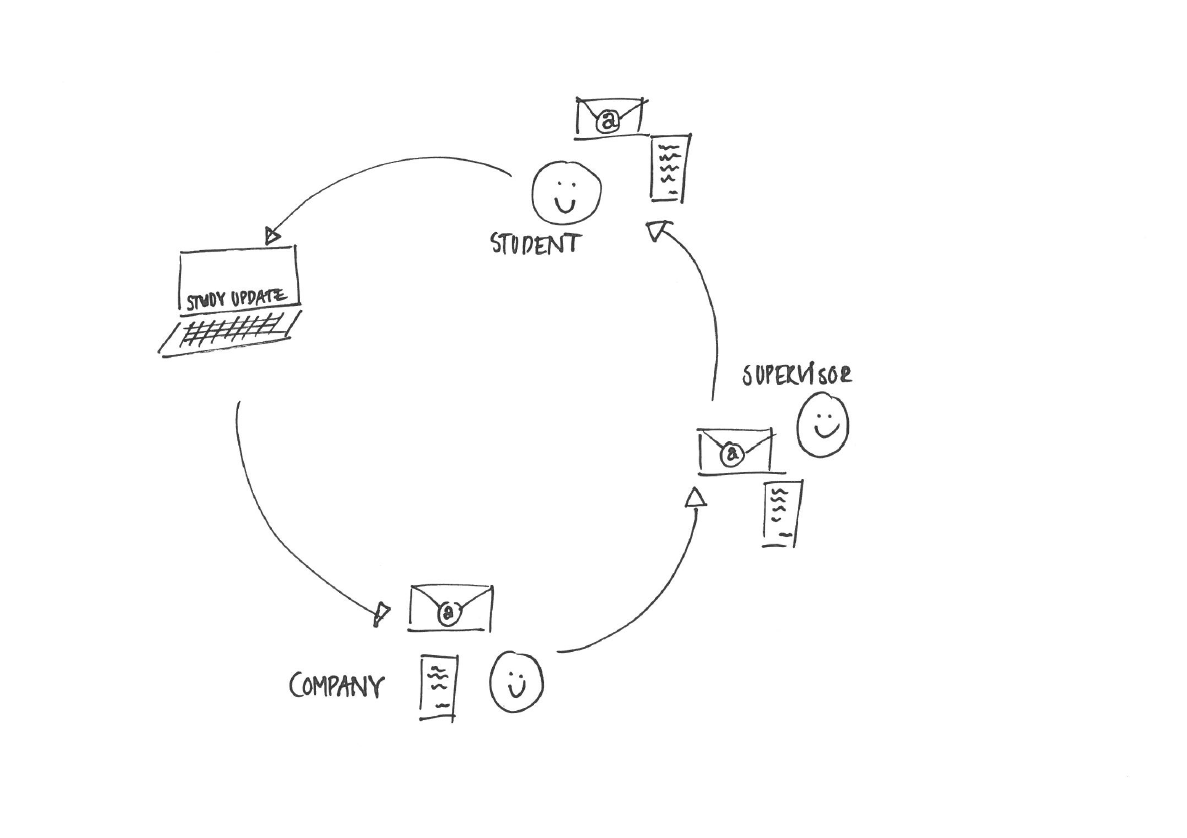 @
STUDENT
STUDY UPDATE
SUPERVISOR
@
@
COMPANY